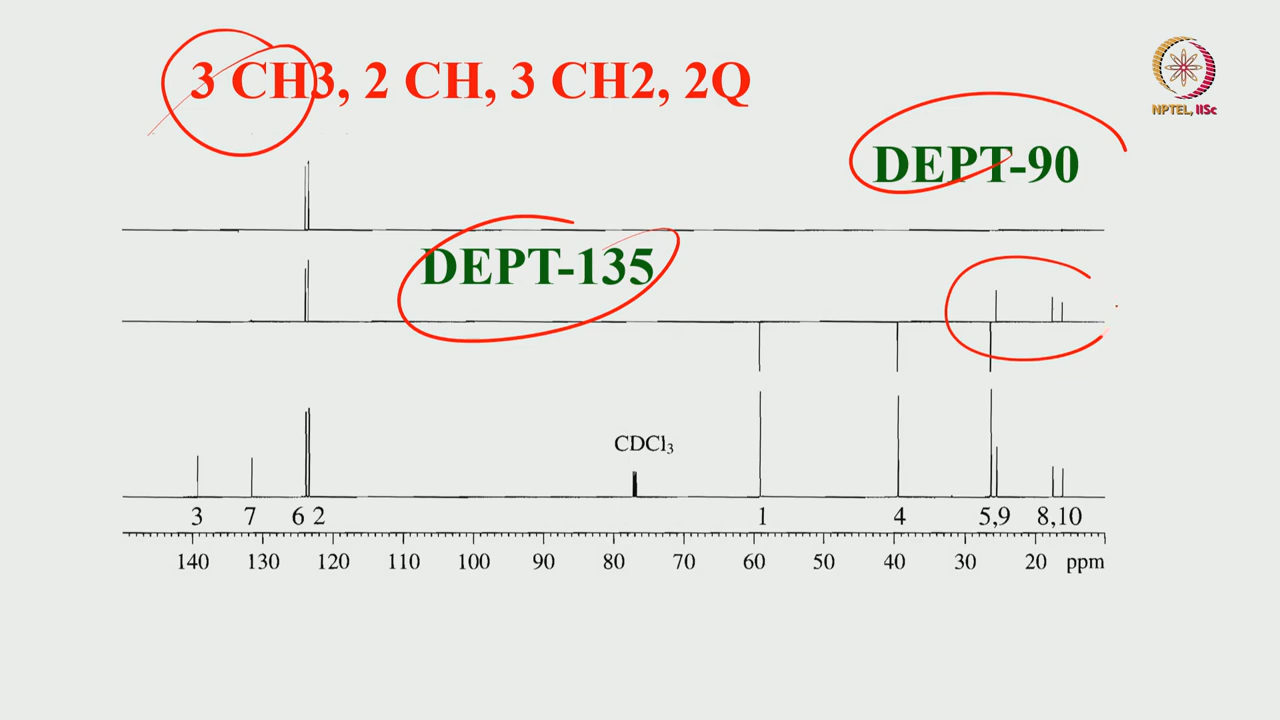 3 CH3, 2 CH, 3 CH2, 2Q
NPTEL, IISc
DEPT-90
DEPT-135
CDCl₃
3 7 6 2 1 4 5,9 8,10
140 130 120 110 100 90 80 70 60 50 40 30 20 ppm